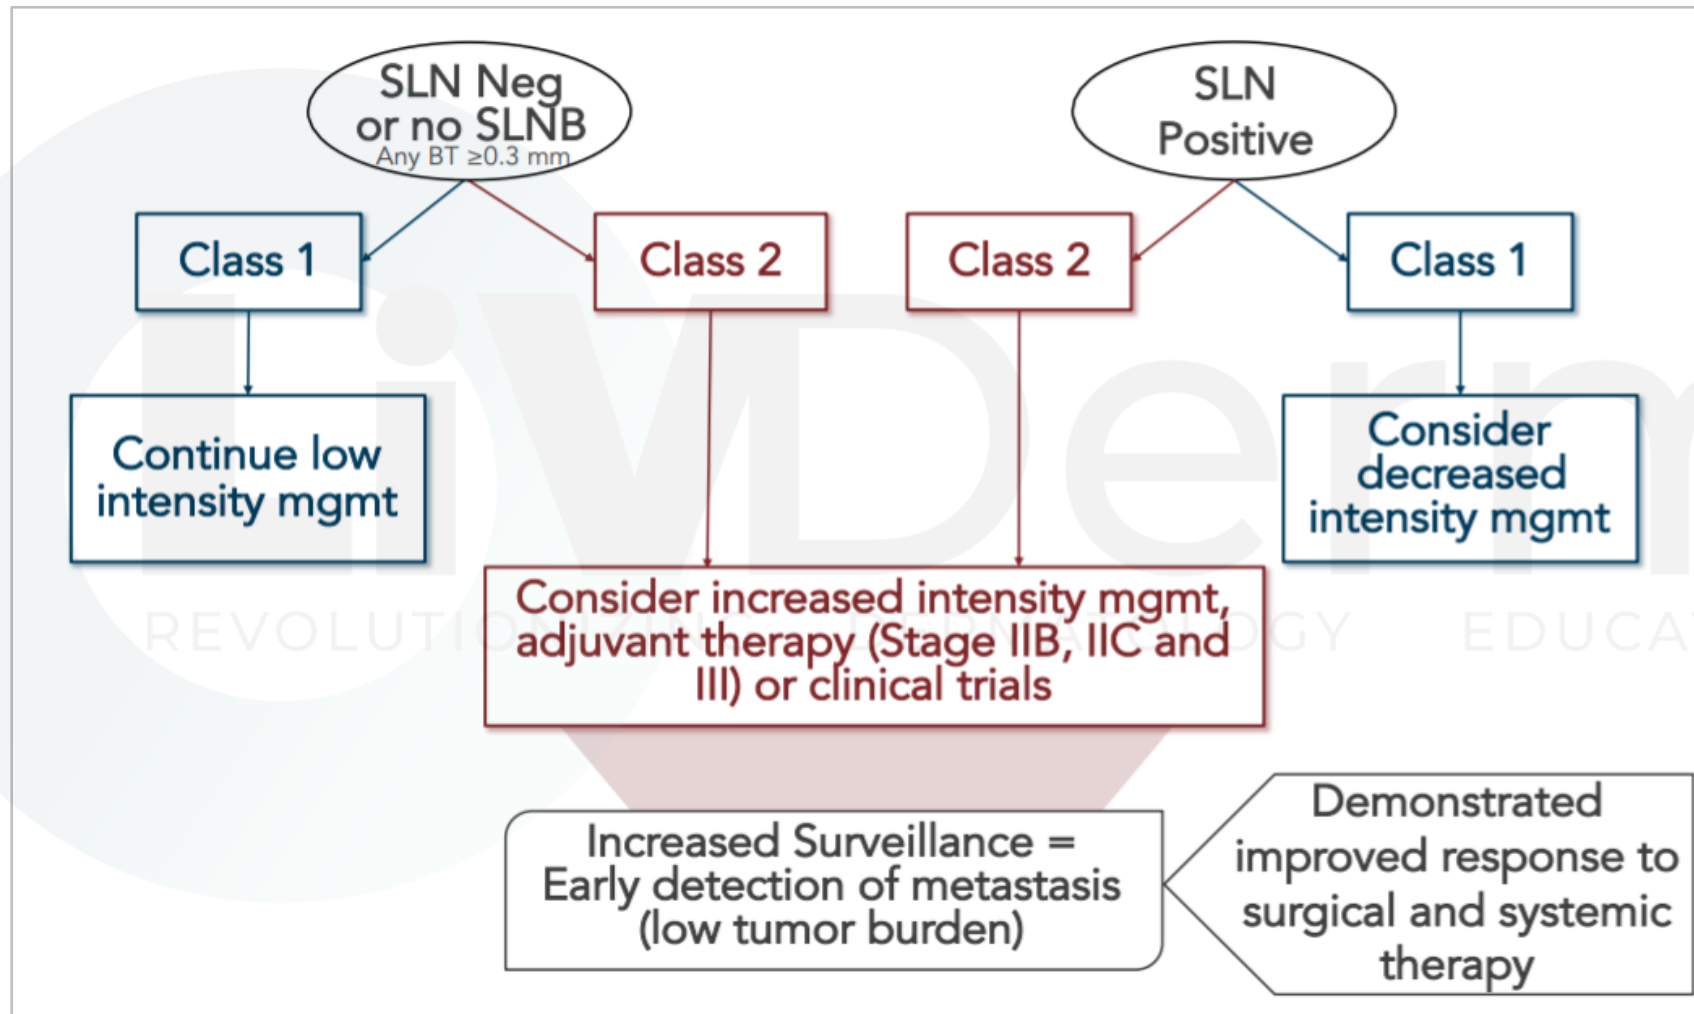 SLN Neg
or no SLNB
Any BT ≥0.3 mm
SLN
Positive
Class 1
Class 2
Class 2
Class 1
Continue low
intensity mgmt
Consider
decreased
intensity mgmt
Consider increased intensity mgmt,
adjuvant therapy (Stage IIB, IIC and
III) or clinical trials
Increased Surveillance =
Early detection of metastasis
(low tumor burden)
Demonstrated
improved response to
surgical and systemic
therapy
LiVDerm